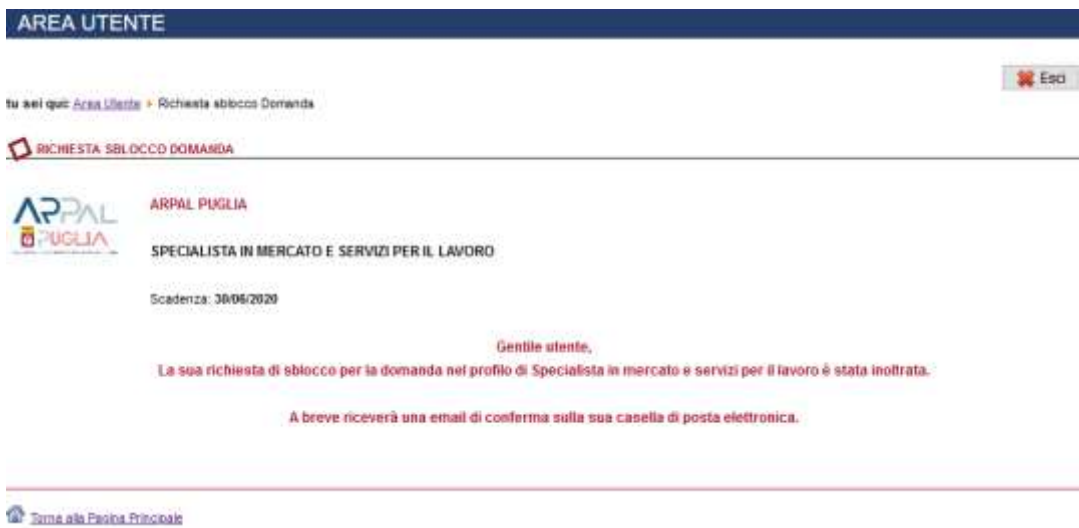 AREA UTENTE
Esci
tu sei qui: Area Utente Richiesta sblocco Domanda
RICHIESTA SBLOCCO DOMANDA
ARPAL
PUGLIA
ARPAL PUGLIA
SPECIALISTA IN MERCATO E SERVIZI PER IL LAVORO
Scadenza: 30/06/2020
Gentile utente,
La sua richiesta di sblocco per la domanda nel profilo di Specialista in mercato e servizi per il lavoro è stata inoltrata.
A breve riceverà una email di conferma sulla sua casella di posta elettronica.
Torna alla Pagina Principale